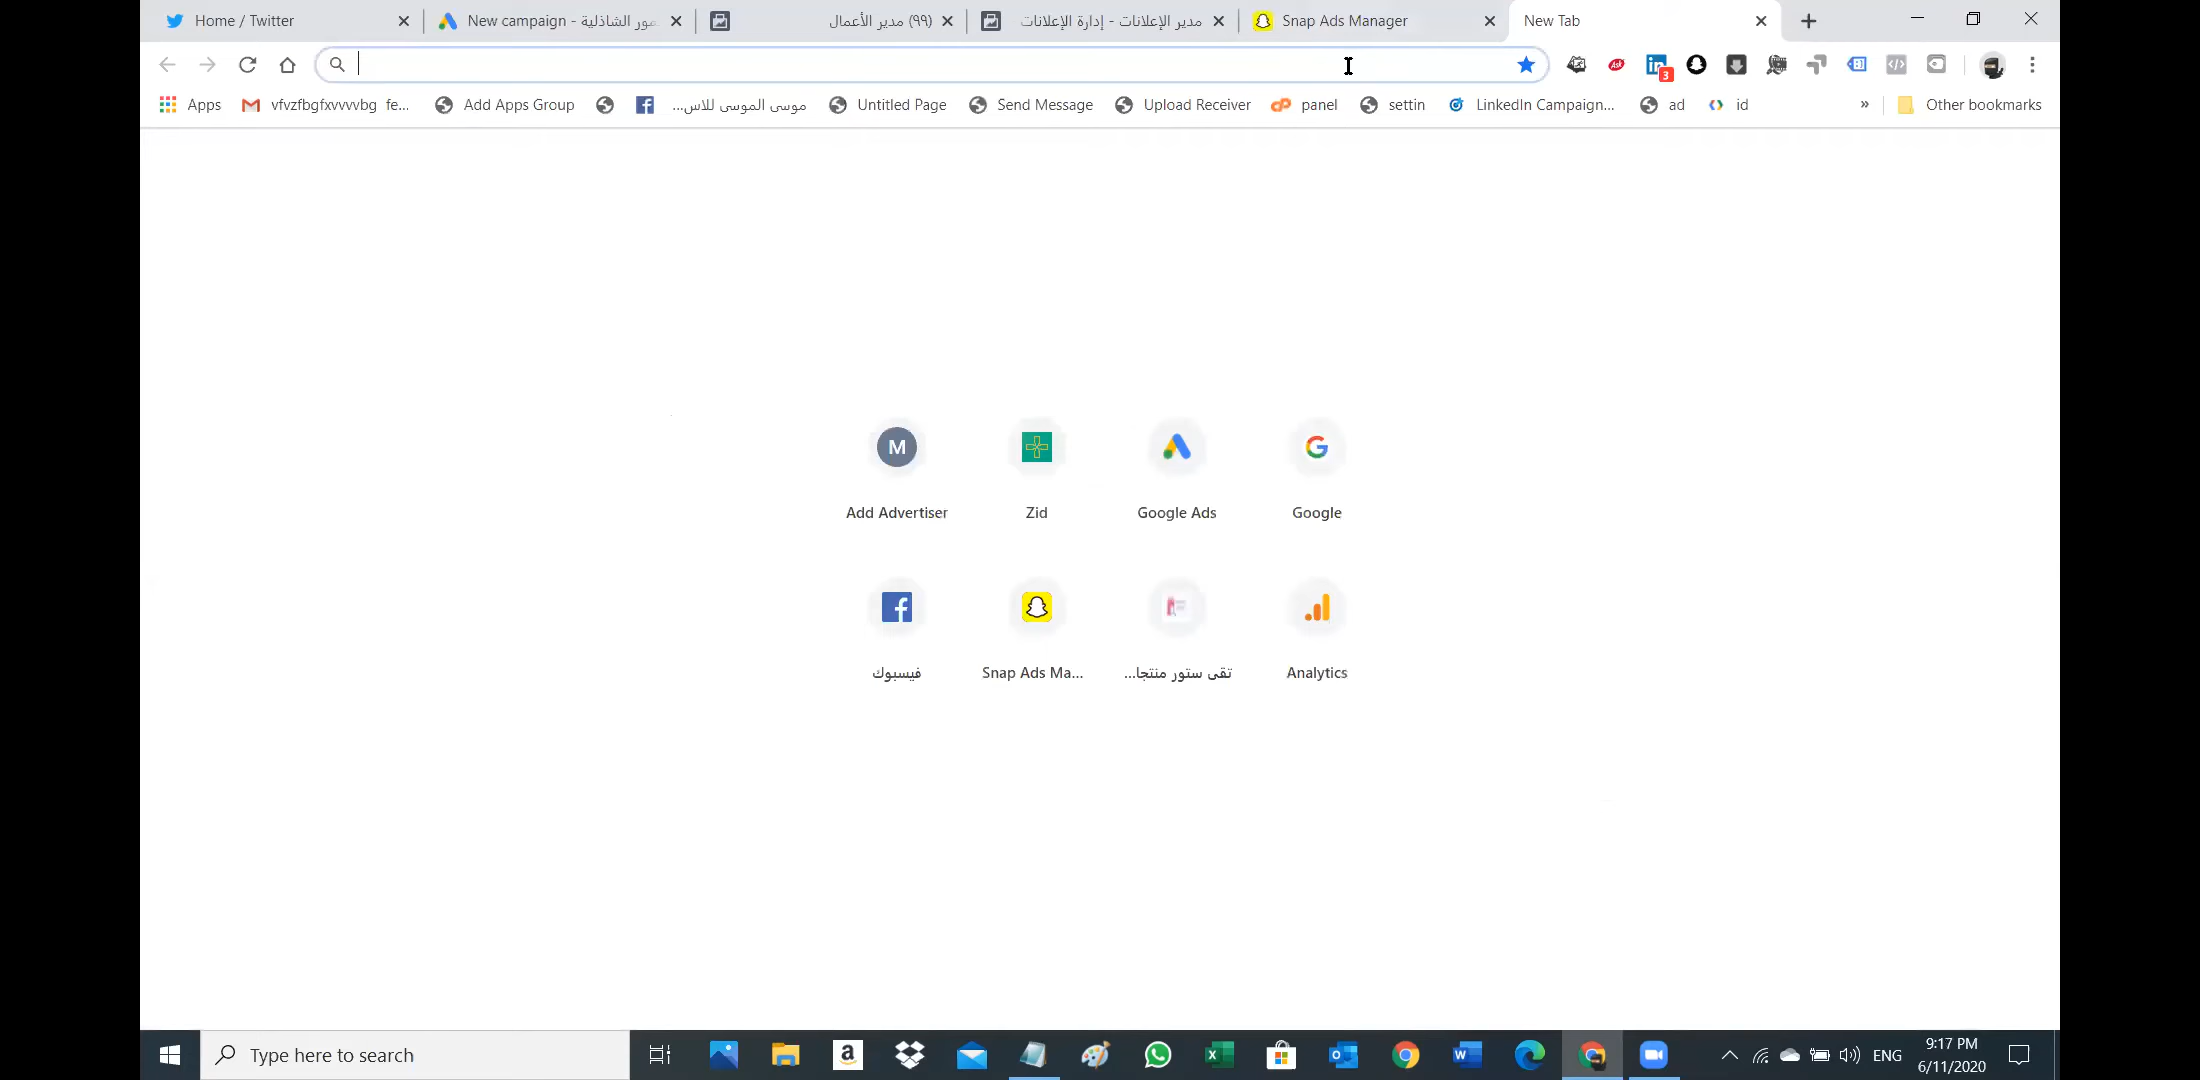 Home / Twitter
New campaign - مور الشاذلية
(٩٩) مدير الأعمال
مدير الإعلانات - إدارة الإعلانات
Snap Ads Manager
New Tab
3
Apps
vfvzfbgfxvvvvbg fe...
Add Apps Group
موسى الموسى للاس...
Untitled Page
Send Message
Upload Receiver
cP panel
settin
LinkedIn Campaign...
ad
id
»
Other bookmarks
M
Add Advertiser
Zid
Google Ads
Google
فيسبوك
Snap Ads Ma...
تقى ستور منتجا...
Analytics
Type here to search
ENG
9:17 PM
6/11/2020